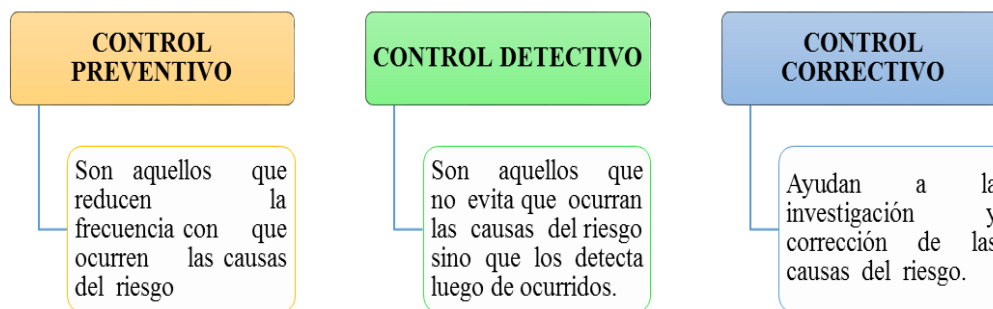 CONTROL
PREVENTIVO
Son aquellos que
reducen la
frecuencia con que
ocurren las causas
del riesgo
CONTROL DETECTIVO
Son aquellos que
no evita que ocurran
las causas del riesgo
sino que los detecta
luego de ocurridos.
CONTROL
CORRECTIVO
Ayudan a la
investigación y
corrección de las
causas del riesgo.